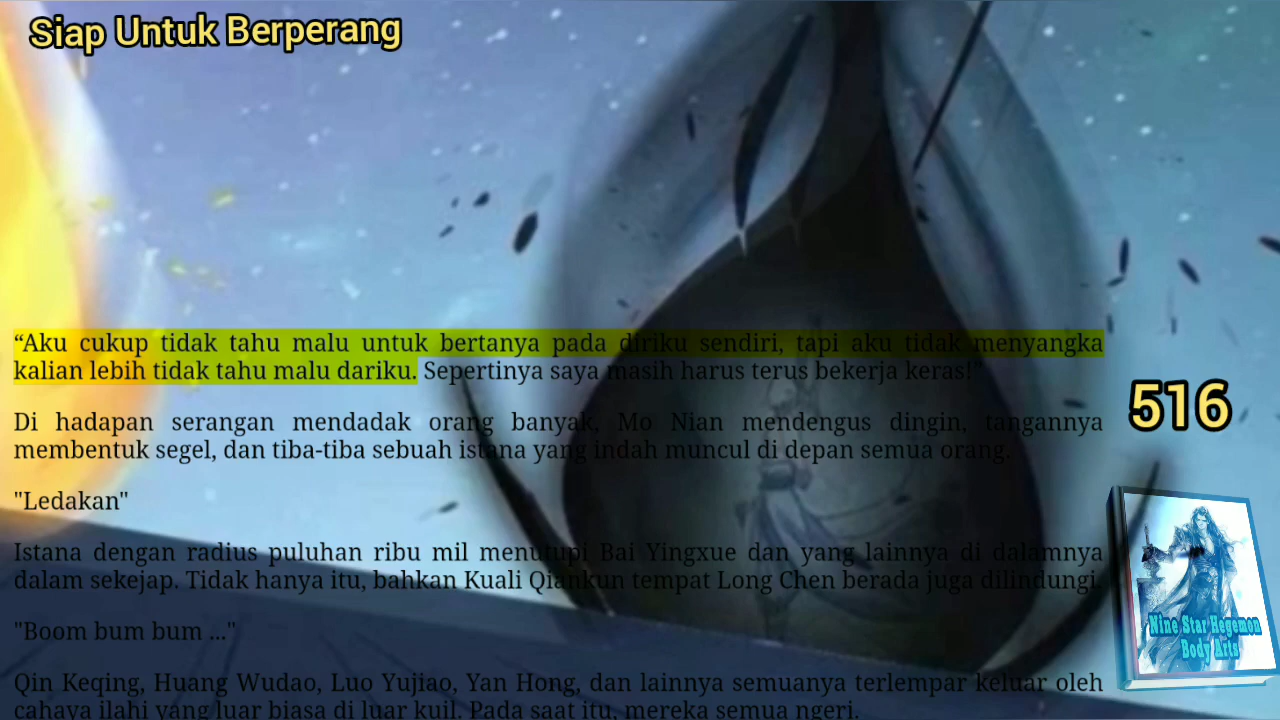 Siap Untuk Berperang
“Aku cukup tidak tahu malu untuk bertanya pada diriku sendiri, tapi aku tidak menyangka
kalian lebih tidak tahu malu dariku. Sepertinya saya masih harus terus bekerja keras!"
Di hadapan serangan mendadak orang banyak, Mo Nian mendengus dingin, tangannya
membentuk segel, dan tiba-tiba sebuah istana yang indah muncul di depan semua orang.
"Ledakan"
Istana dengan radius puluhan ribu mil menutupi Bai Yingxue dan yang lainnya di dalamnya
dalam sekejap. Tidak hanya itu, bahkan Kuali Qiankun tempat Long Chen berada juga dilindungi.
"Boom bum bum ..."
Qin Keqing, Huang Wudao, Luo Yujiao, Yan Hong, dan lainnya semuanya terlempar keluar oleh
cahaya ilahi yang luar biasa di luar kuil. Pada saat itu, mereka semua ngeri.
516
Nine Star Hegemon
Body Arts